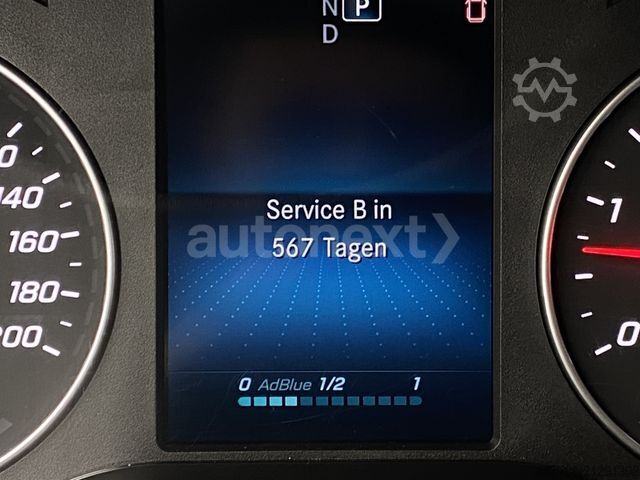 N P
D
140
160
180
200
Service B in
autonext
567 Tagen
0 AdBlue 1/2 1
1
0